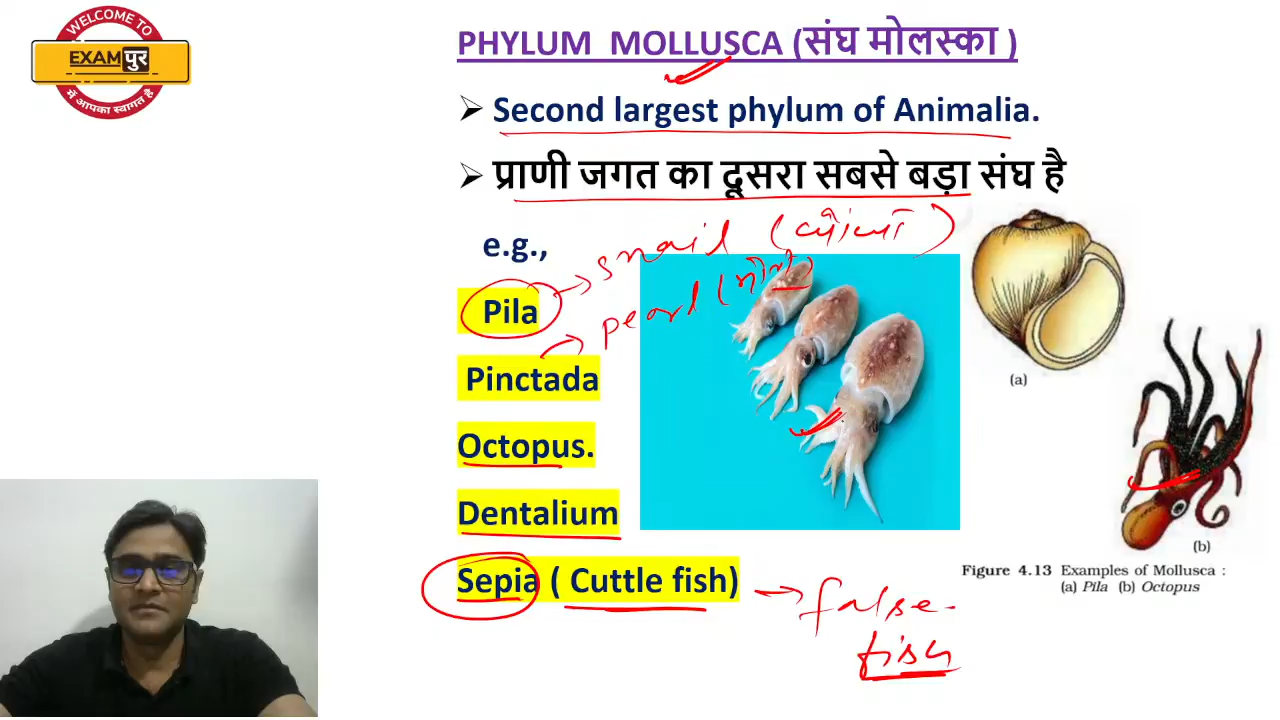 WELCOME TO
EXAMपुर
में आपका स्वागत है
PHYLUM MOLLUSCA (संघ मोलस्का )
➢ Second largest phylum of Animalia.
➢ प्राणी जगत का दूसरा सबसे बड़ा संघ है
e.g.,
snail (घोंघा)
Pila
pearl (मोती)
Pinctada
(a)
Octopus.
Dentalium
(b)
Figure 4.13 Examples of Mollusca :
(a) Pila (b) Octopus
Sepia ( Cuttle fish)
false-
fish